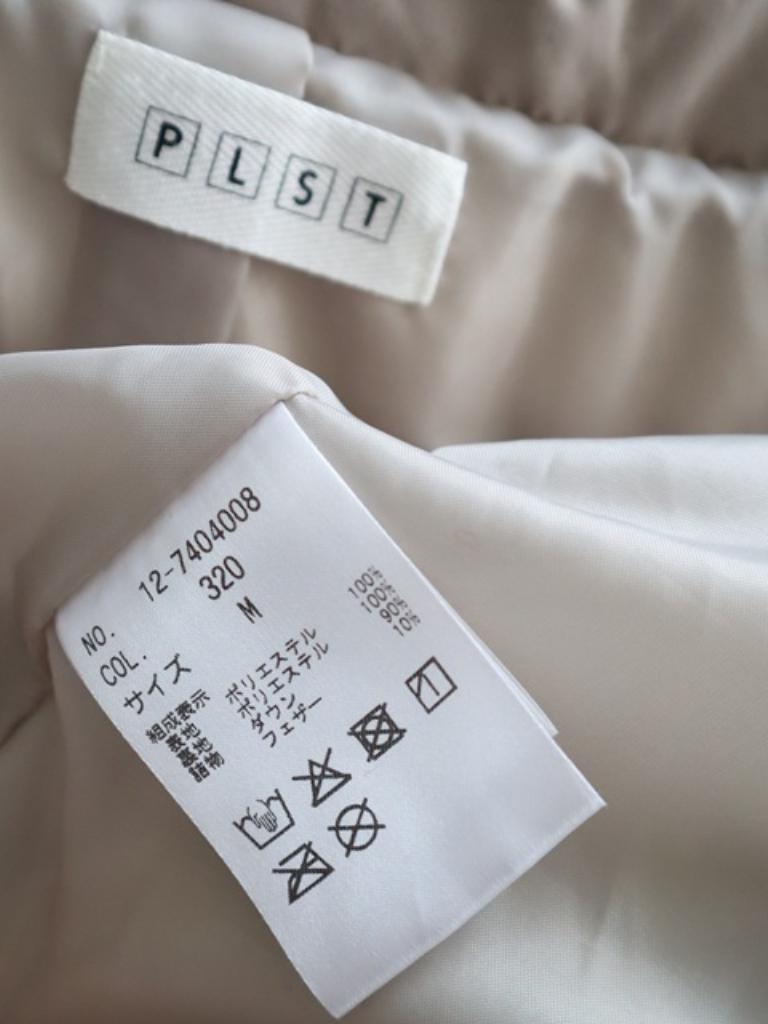 PLST
NO. 12-7404008
COL. 320
サイズ M
組成表示
表地 ポリエステル 100%
裏地 ポリエステル 100%
詰物 ダウン 90%
フェザー 10%